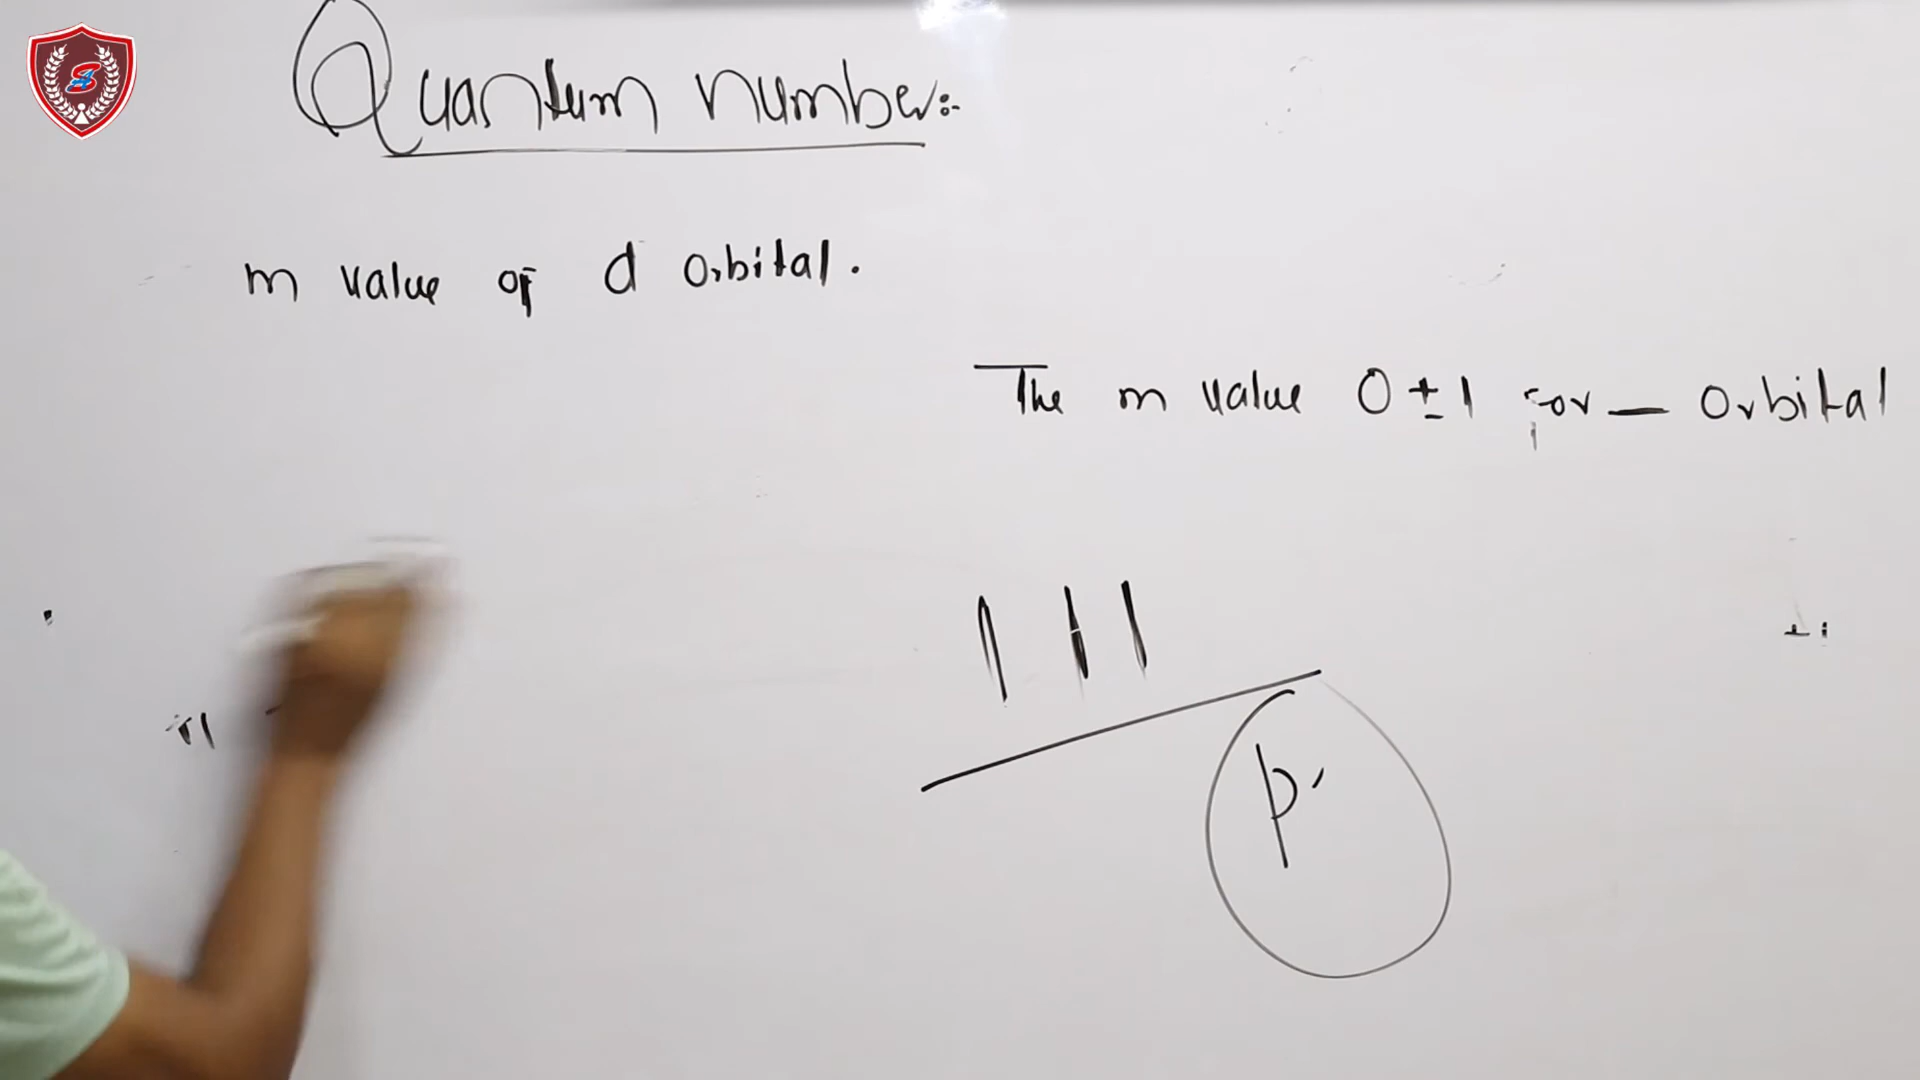 Quantum number:-
m value of d orbital.
The m value 0 ± 1 for — orbital
p